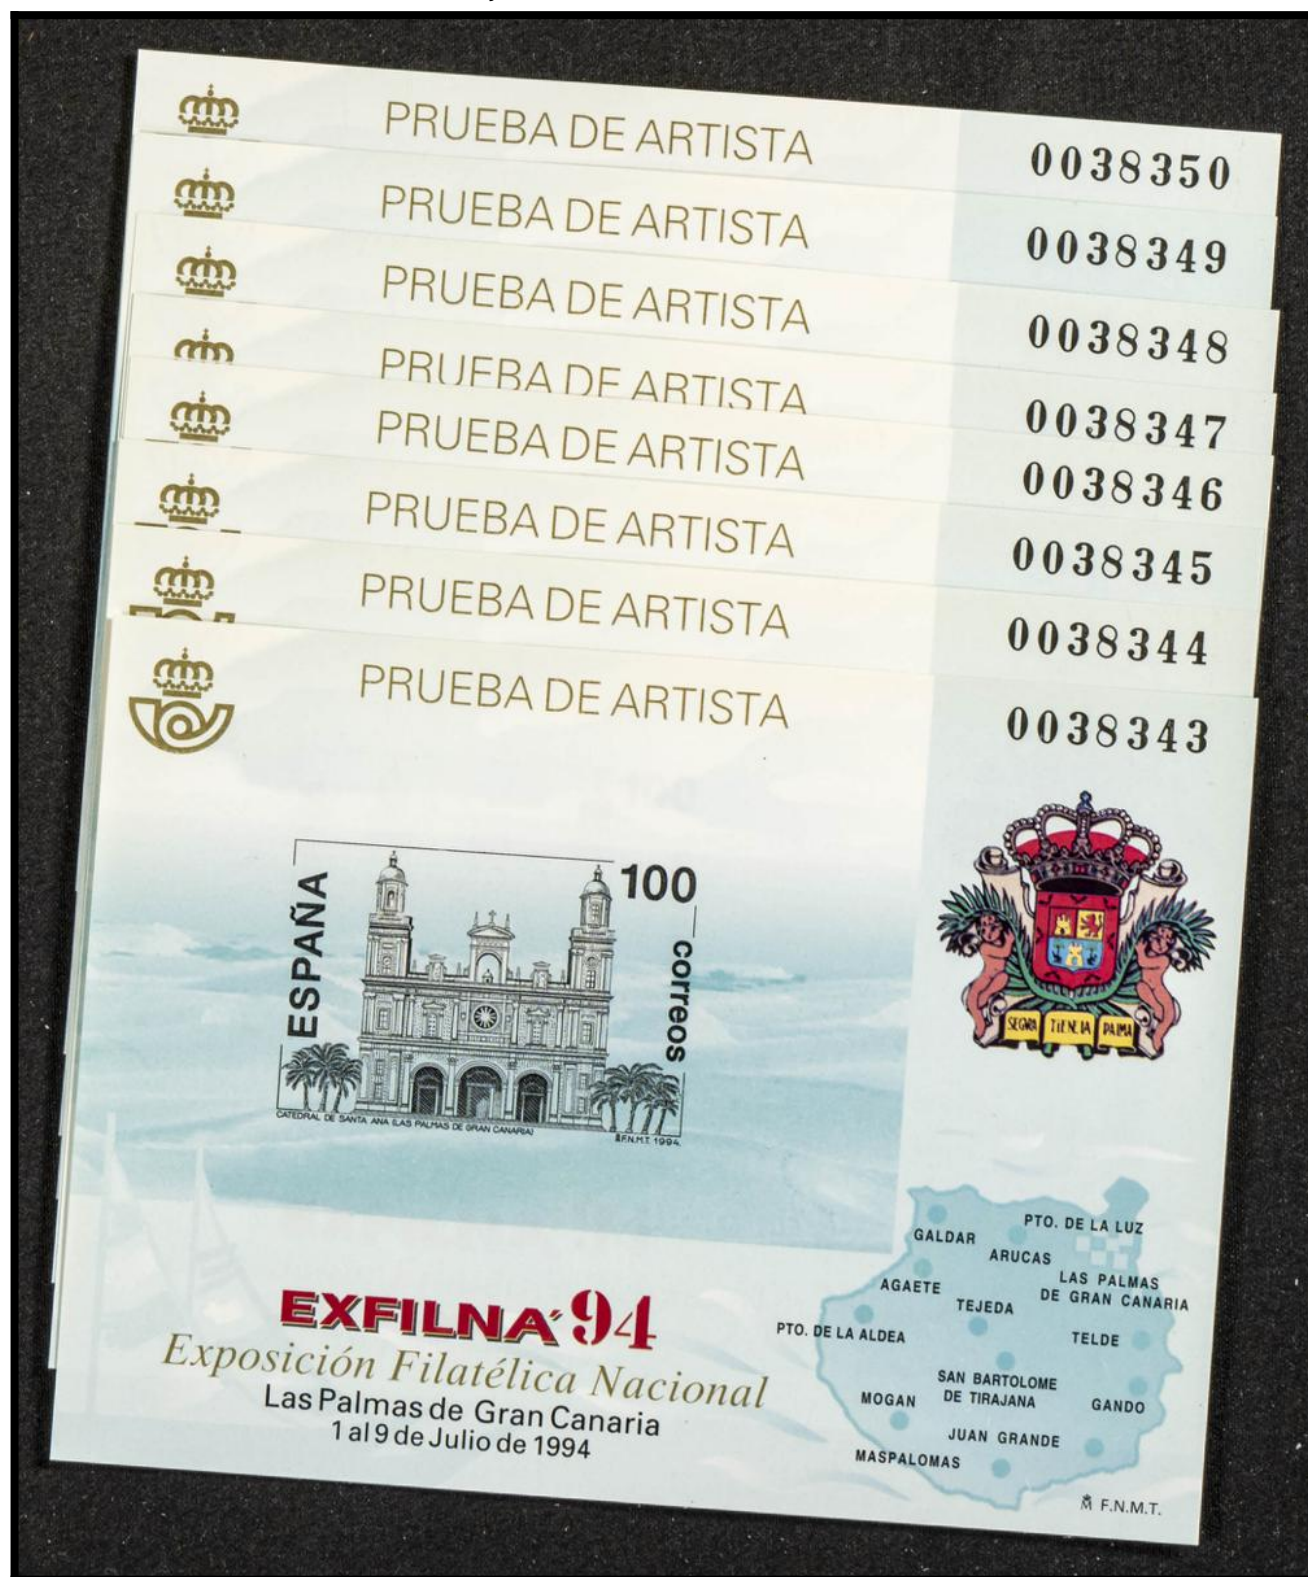 PRUEBA DE ARTISTA 0038350
PRUEBA DE ARTISTA 0038349
PRUEBA DE ARTISTA 0038348
PRUEBA DE ARTISTA 0038347
PRUEBA DE ARTISTA 0038346
PRUEBA DE ARTISTA 0038345
PRUEBA DE ARTISTA 0038344
PRUEBA DE ARTISTA 0038343
ESPAÑA
100
correos
CATEDRAL DE SANTA ANA (LAS PALMAS DE GRAN CANARIA)
F.N.M.T. 1994.
SEGURA TIENE LA PALMA
PTO. DE LA LUZ
GALDAR
ARUCAS
LAS PALMAS
DE GRAN CANARIA
AGAETE
TEJEDA
PTO. DE LA ALDEA
TELDE
SAN BARTOLOME
DE TIRAJANA
MOGAN
GANDO
JUAN GRANDE
MASPALOMAS
EXFILNA'94
Exposición Filatélica Nacional
Las Palmas de Gran Canaria
1 al 9 de Julio de 1994
F.N.M.T.